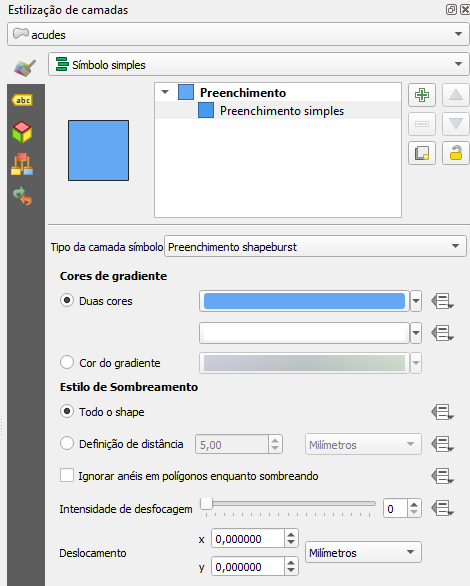 Estilização de camadas
acudes
Símbolo simples
abc
Preenchimento
Preenchimento simples
Tipo da camada símbolo Preenchimento shapeburst
Cores de gradiente
Duas cores
Cor do gradiente
Estilo de Sombreamento
Todo o shape
Definição de distância 5,00 Milímetros
Ignorar anéis em polígonos enquanto sombreando
Intensidade de desfocagem 0
x 0,000000
Deslocamento Milímetros
y 0,000000